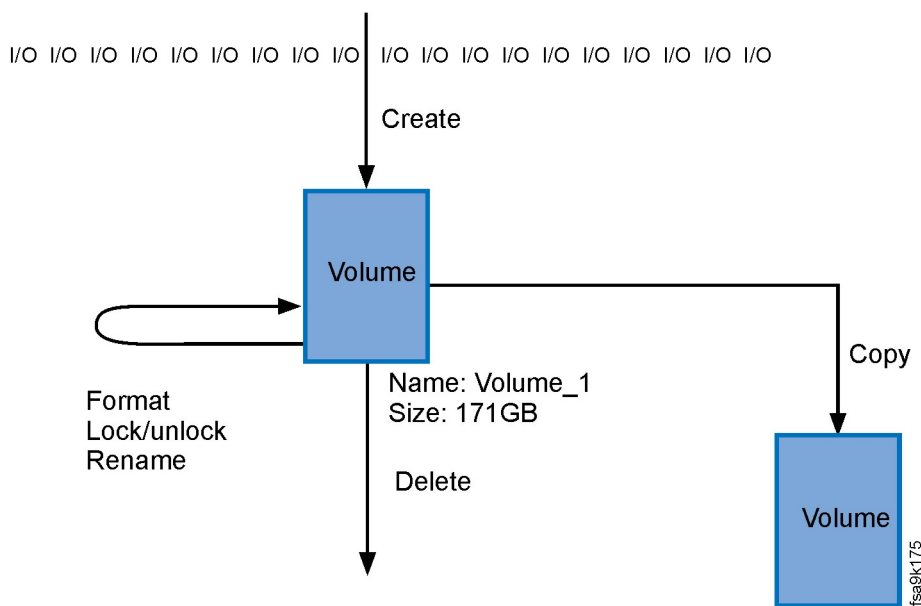 I/O I/O I/O I/O I/O I/O I/O I/O I/O I/O I/O I/O I/O I/O I/O I/O I/O I/O I/O
Create
Volume
Name: Volume_1
Size: 171GB
Format
Lock/unlock
Rename
Delete
Copy
Volume
fsa9k175